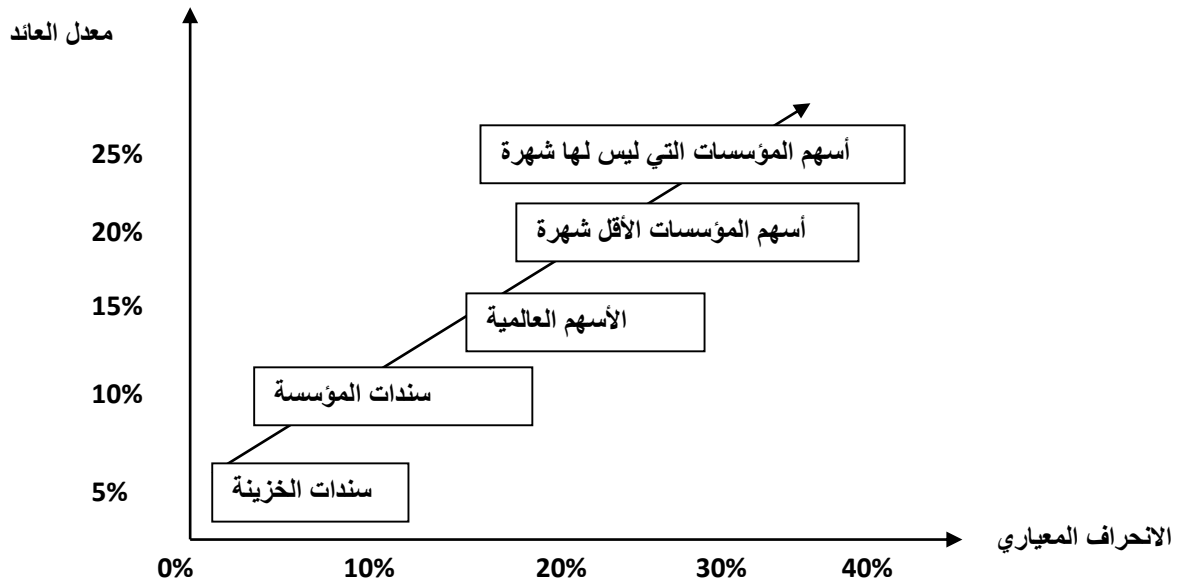 معدل العائد
25%
أسهم المؤسسات التي ليس لها شهرة
20%
أسهم المؤسسات الأقل شهرة
15%
الأسهم العالمية
10%
سندات المؤسسة
5%
سندات الخزينة
الانحراف المعياري
0% 10% 20% 30% 40%